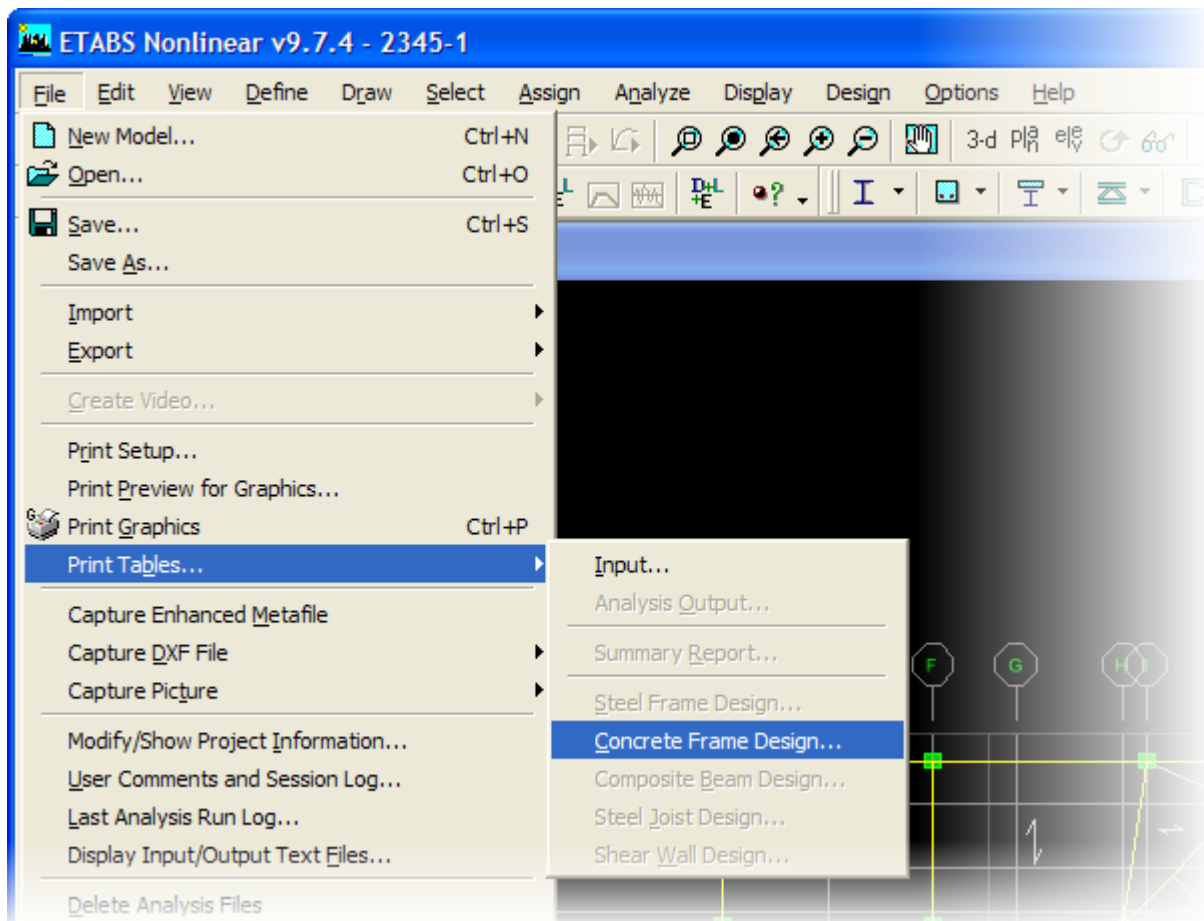 ETABS Nonlinear v9.7.4 - 2345-1
File Edit View Define Draw Select Assign Analyze Display Design Options Help
New Model... Ctrl+N
3-d pla n ele v
Open... Ctrl+O
D+L +E
Save... Ctrl+S
Save As...
Import
Export
Create Video...
Print Setup...
Print Preview for Graphics...
Print Graphics Ctrl+P
Print Tables...
Input...
Capture Enhanced Metafile
Analysis Output...
Capture DXF File
Summary Report...
F G H I
Capture Picture
Steel Frame Design...
Modify/Show Project Information...
Concrete Frame Design...
User Comments and Session Log...
Composite Beam Design...
Last Analysis Run Log...
Steel Joist Design...
Display Input/Output Text Files...
Shear Wall Design...
Delete Analysis Files